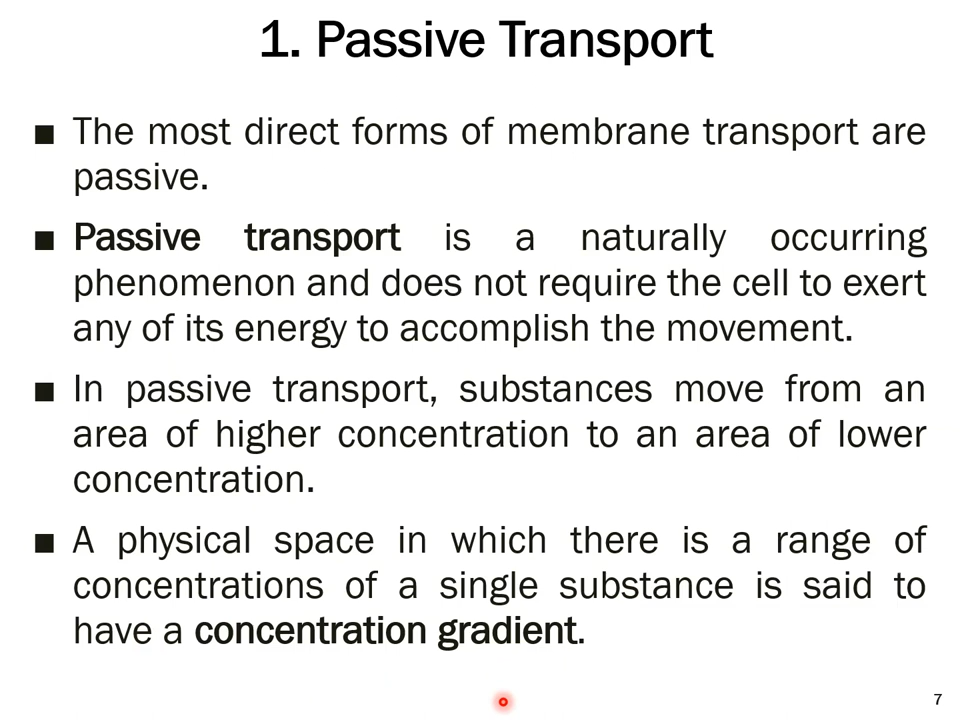 1. Passive Transport
■ The most direct forms of membrane transport are
passive.
■ Passive transport is a naturally occurring
phenomenon and does not require the cell to exert
any of its energy to accomplish the movement.
■ In passive transport, substances move from an
area of higher concentration to an area of lower
concentration.
■ A physical space in which there is a range of
concentrations of a single substance is said to
have a concentration gradient.
7